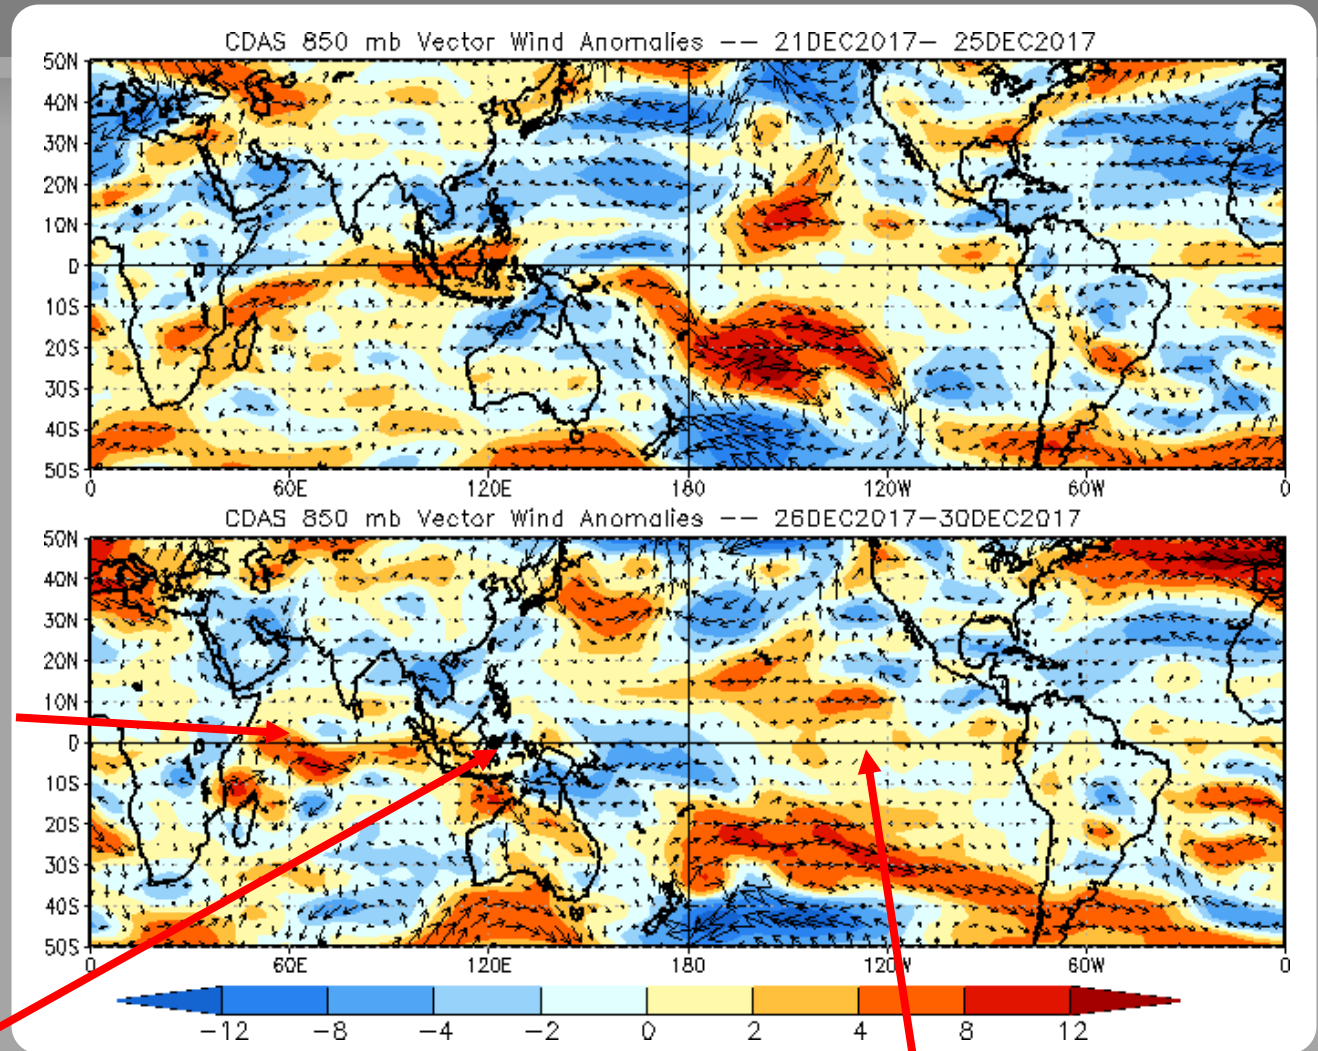 CDAS 850 mb Vector Wind Anomalies -- 21DEC2017- 25DEC2017
50N
40N
30N
20N
10N
0
10S
20S
30S
40S
50S
0 60E 120E 180 120W 60W 0
CDAS 850 mb Vector Wind Anomalies -- 26DEC2017-30DEC2017
50N
40N
30N
20N
10N
0
10S
20S
30S
40S
50S
0 60E 120E 180 120W 60W 0
-12 -8 -4 -2 0 2 4 8 12